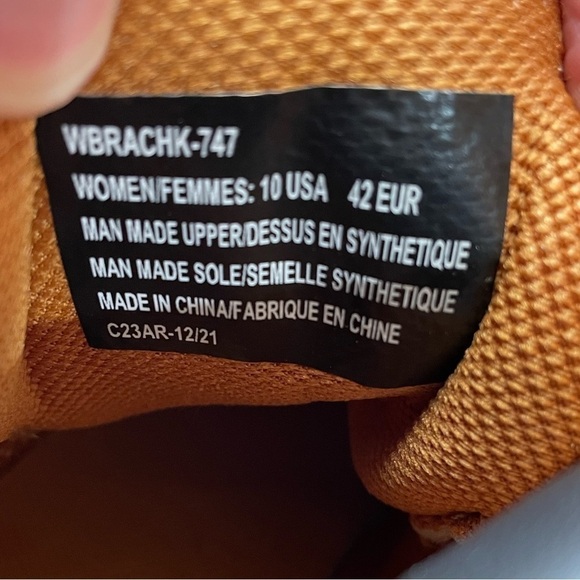 WBRACHK-747
WOMEN/FEMMES: 10 USA 42 EUR
MAN MADE UPPER/DESSUS EN SYNTHETIQUE
MAN MADE SOLE/SEMELLE SYNTHETIQUE
MADE IN CHINA/FABRIQUE EN CHINE
C23AR-12/21